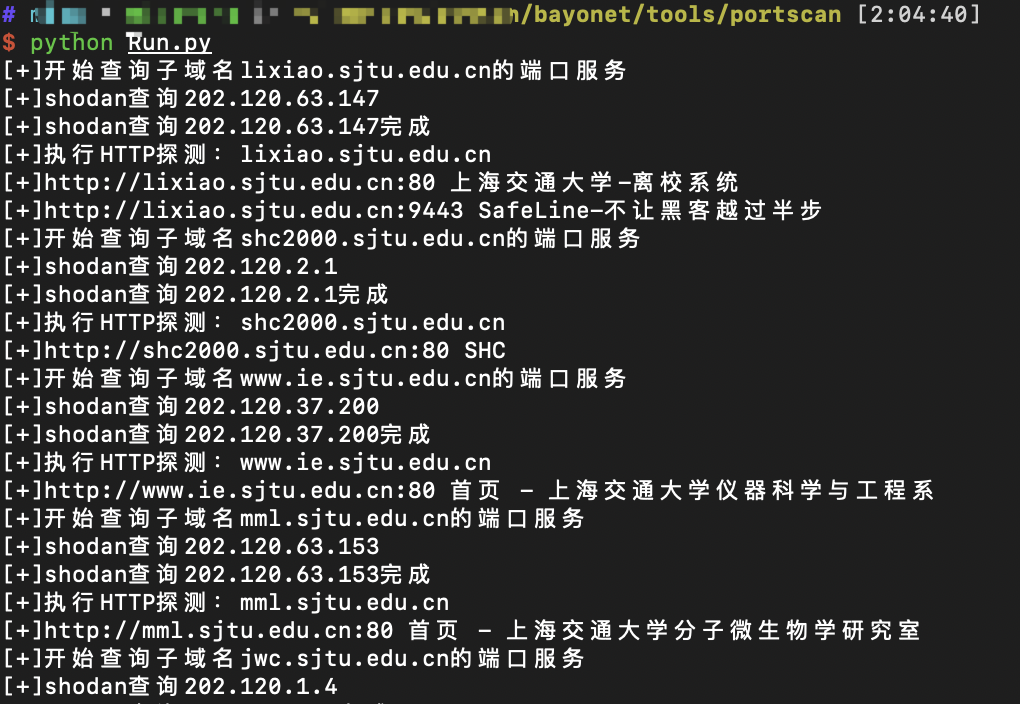 # /bayonet/tools/portscan [2:04:40]
$ python Run.py
[+]开始查询子域名lixiao.sjtu.edu.cn的端口服务
[+]shodan查询202.120.63.147
[+]shodan查询202.120.63.147完成
[+]执行HTTP探测： lixiao.sjtu.edu.cn
[+]http://lixiao.sjtu.edu.cn:80 上海交通大学-离校系统
[+]http://lixiao.sjtu.edu.cn:9443 SafeLine-不让黑客越过半步
[+]开始查询子域名shc2000.sjtu.edu.cn的端口服务
[+]shodan查询202.120.2.1
[+]shodan查询202.120.2.1完成
[+]执行HTTP探测： shc2000.sjtu.edu.cn
[+]http://shc2000.sjtu.edu.cn:80 SHC
[+]开始查询子域名www.ie.sjtu.edu.cn的端口服务
[+]shodan查询202.120.37.200
[+]shodan查询202.120.37.200完成
[+]执行HTTP探测： www.ie.sjtu.edu.cn
[+]http://www.ie.sjtu.edu.cn:80 首页 - 上海交通大学仪器科学与工程系
[+]开始查询子域名mml.sjtu.edu.cn的端口服务
[+]shodan查询202.120.63.153
[+]shodan查询202.120.63.153完成
[+]执行HTTP探测： mml.sjtu.edu.cn
[+]http://mml.sjtu.edu.cn:80 首页 - 上海交通大学分子微生物学研究室
[+]开始查询子域名jwc.sjtu.edu.cn的端口服务
[+]shodan查询202.120.1.4